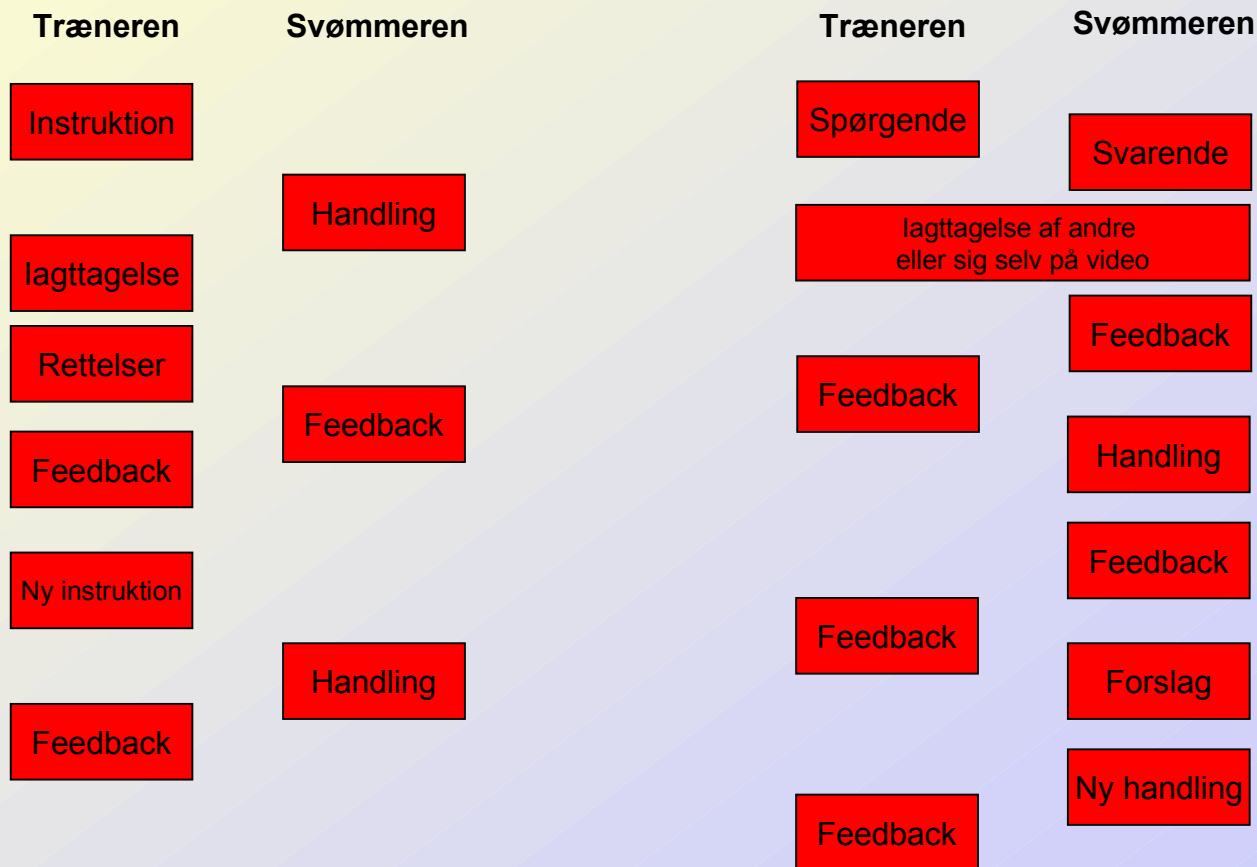 Træneren
Svømmeren
Instruktion
Handling
Iagttagelse
Rettelser
Feedback
Feedback
Ny instruktion
Handling
Feedback
Træneren
Svømmeren
Spørgende
Svarende
Iagttagelse af andre
eller sig selv på video
Feedback
Feedback
Handling
Feedback
Feedback
Forslag
Ny handling
Feedback